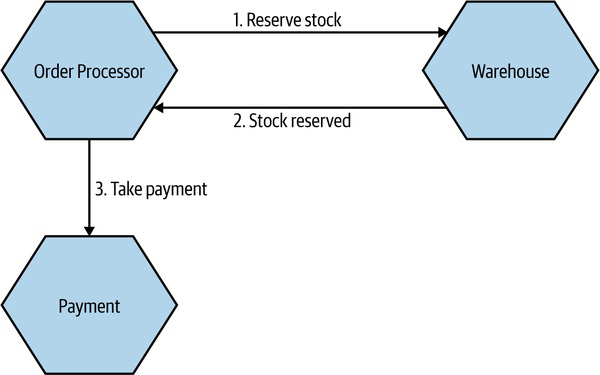 1. Reserve stock
Order Processor
Warehouse
2. Stock reserved
3. Take payment
Payment